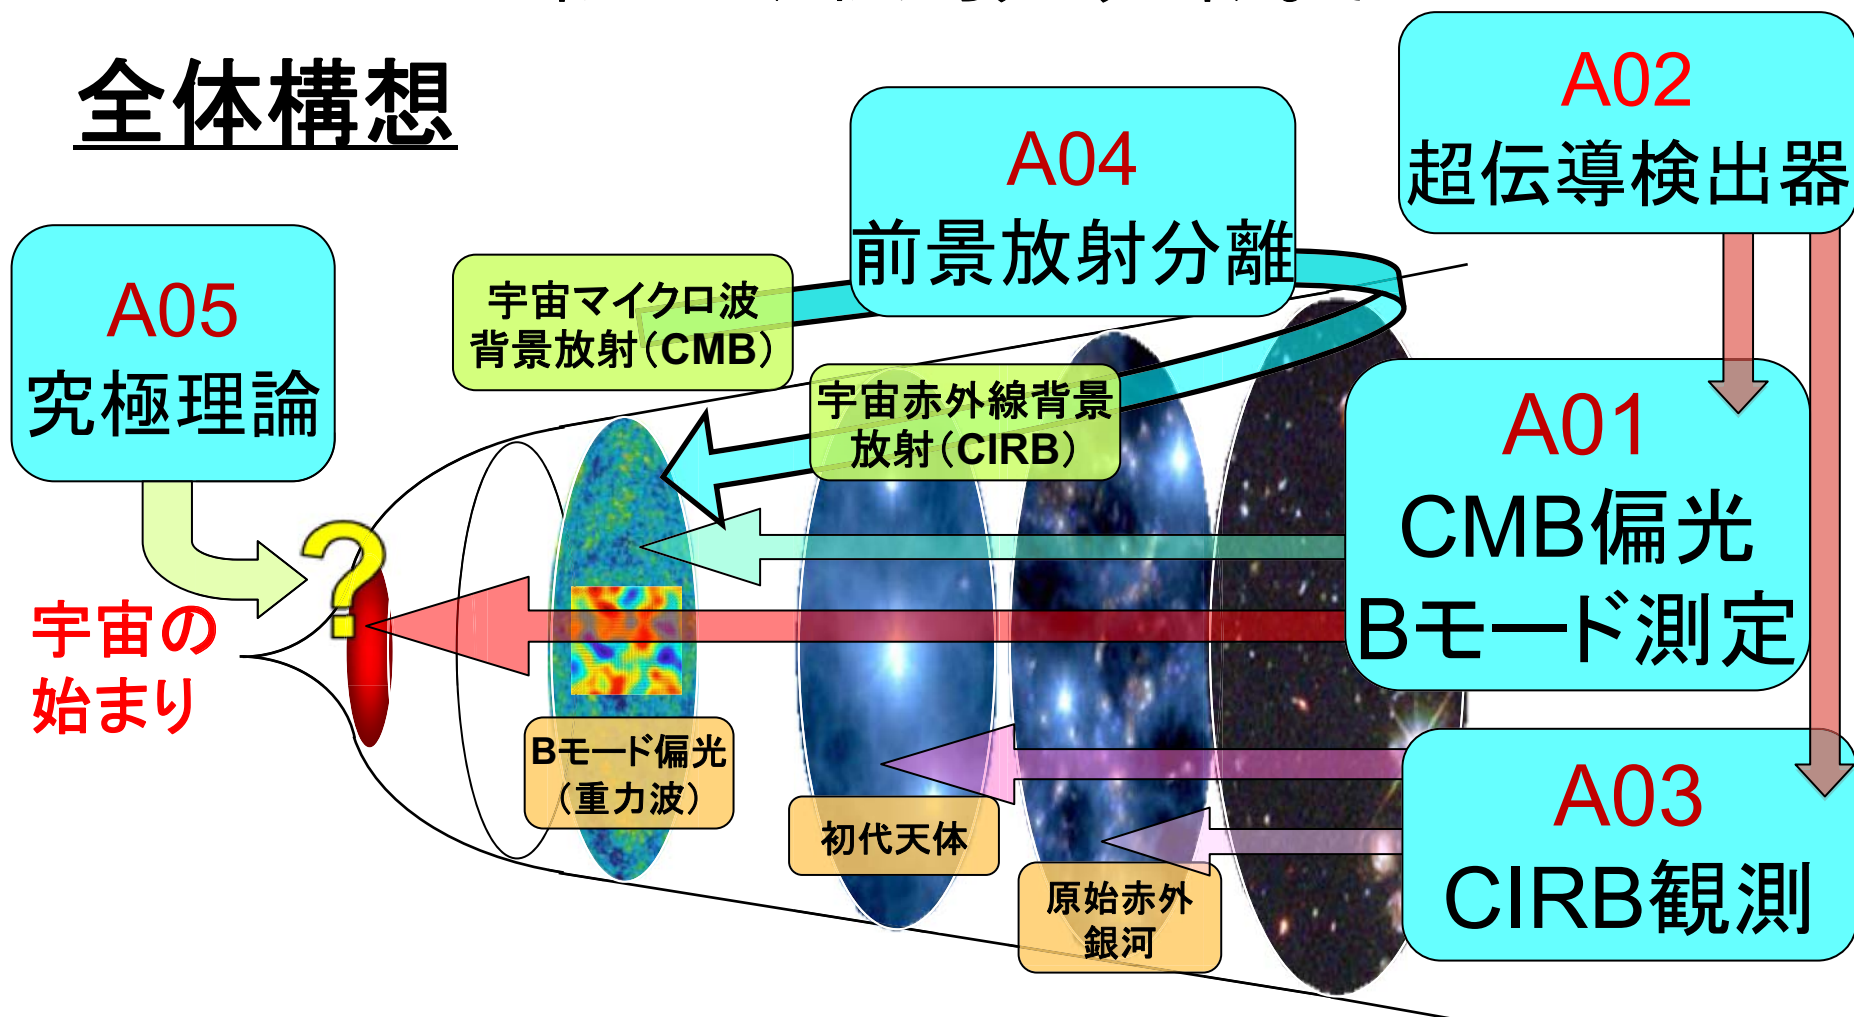 全体構想
A02
超伝導検出器
A04
前景放射分離
A05
究極理論
宇宙マイクロ波
背景放射(CMB)
宇宙赤外線背景
放射(CIRB)
A01
CMB偏光
Bモード測定
?
宇宙の
始まり
Bモード偏光
(重力波)
初代天体
原始赤外
銀河
A03
CIRB観測